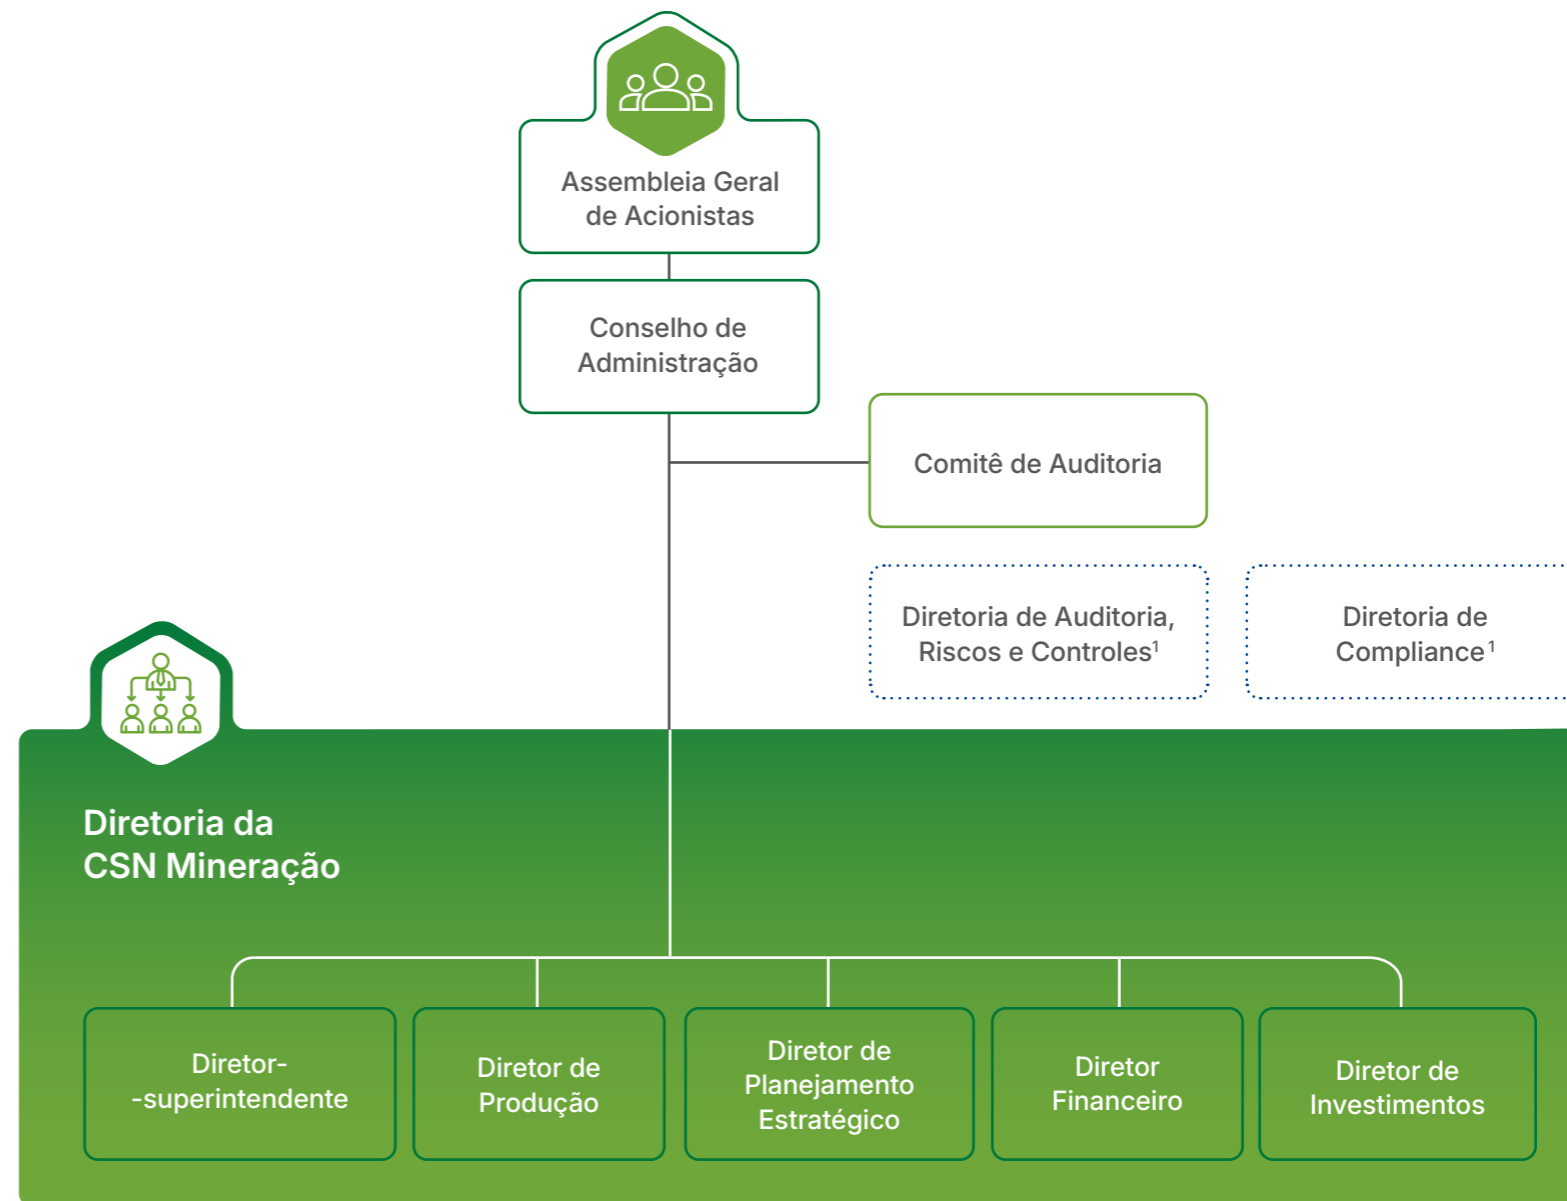 Assembleia Geral
de Acionistas
Conselho de
Administração
Comitê de Auditoria
Diretoria de Auditoria,
Riscos e Controles¹
Diretoria de
Compliance¹
Diretoria da
CSN Mineração
Diretor-
-superintendente
Diretor de
Produção
Diretor de
Planejamento
Estratégico
Diretor
Financeiro
Diretor de
Investimentos